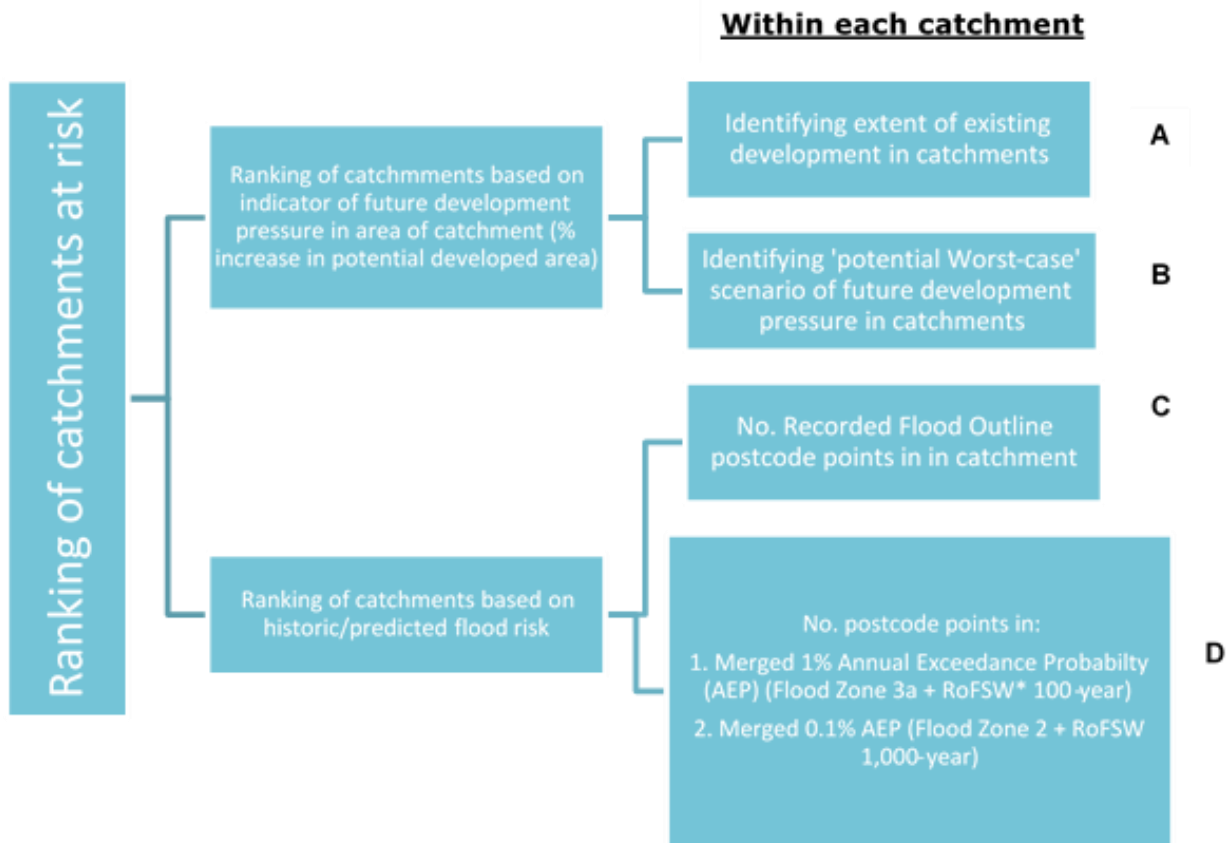 Within each catchment
Ranking of catchments at risk
Ranking of catchmments based on
indicator of future development
pressure in area of catchment (%
increase in potential developed area)
Identifying extent of existing
development in catchments
A
Identifying 'potential Worst-case'
scenario of future development
pressure in catchments
B
Ranking of catchments based on
historic/predicted flood risk
No. Recorded Flood Outline
postcode points in in catchment
C
No. postcode points in:
1. Merged 1% Annual Exceedance Probabilty
(AEP) (Flood Zone 3a + RoFSW* 100-year)
2. Merged 0.1% AEP (Flood Zone 2 + RoFSW
1,000-year)
D